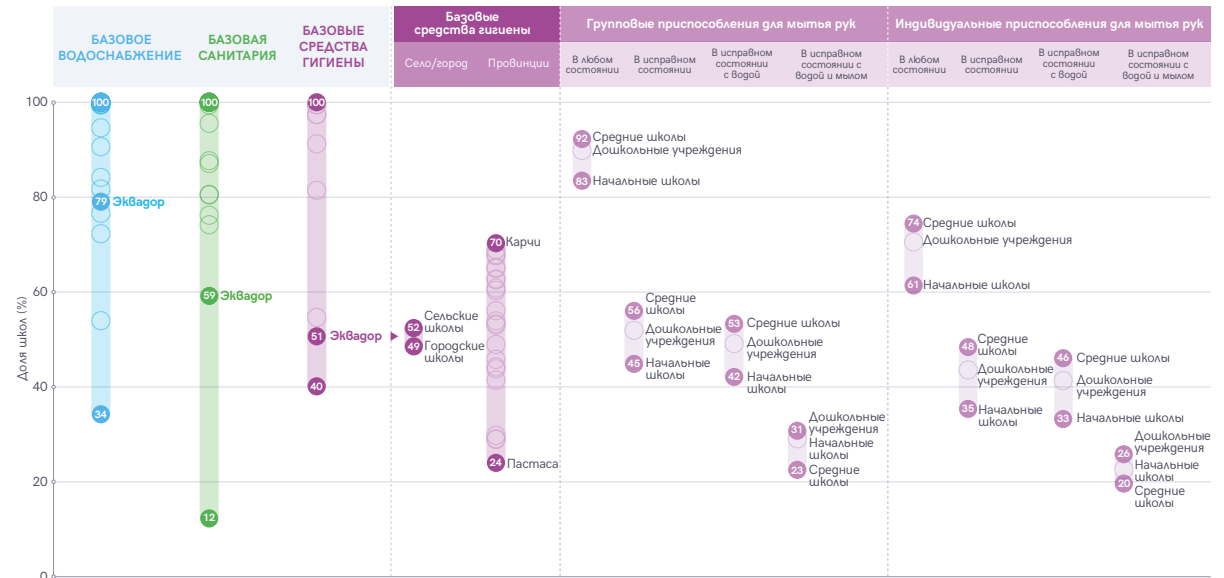 БАЗОВОЕ
ВОДОСНАБЖЕНИЕ
БАЗОВАЯ
САНИТАРИЯ
БАЗОВЫЕ
СРЕДСТВА
ГИГИЕНЫ
Базовые
средства гигиены
Село/город
Провинции
Групповые приспособления для мытья рук
В любом
состоянии
В исправном
состоянии
В исправном
состоянии
с водой
В исправном
состоянии с
водой и мылом
Индивидуальные приспособления для мытья рук
В любом
состоянии
В исправном
состоянии
В исправном
состоянии
с водой
В исправном
состоянии с
водой и мылом
Доля школ (%)
100
80
60
40
20
0
100
79 Эквадор
34
100
59 Эквадор
12
100
51 Эквадор
40
52 Сельские
школы
49 Городские
школы
70 Карчи
24 Пастаса
92 Средние школы
Дошкольные учреждения
83 Начальные школы
56 Средние
школы
Дошкольные
учреждения
45 Начальные
школы
53 Средние школы
Дошкольные
учреждения
42 Начальные
школы
31 Дошкольные
учреждения
Начальные
школы
23 Средние
школы
74 Средние школы
Дошкольные учреждения
61 Начальные школы
48 Средние
школы
Дошкольные
учреждения
35 Начальные
школы
46 Средние школы
Дошкольные
учреждения
33 Начальные школы
26 Дошкольные
учреждения
Начальные
школы
20 Средние
школы